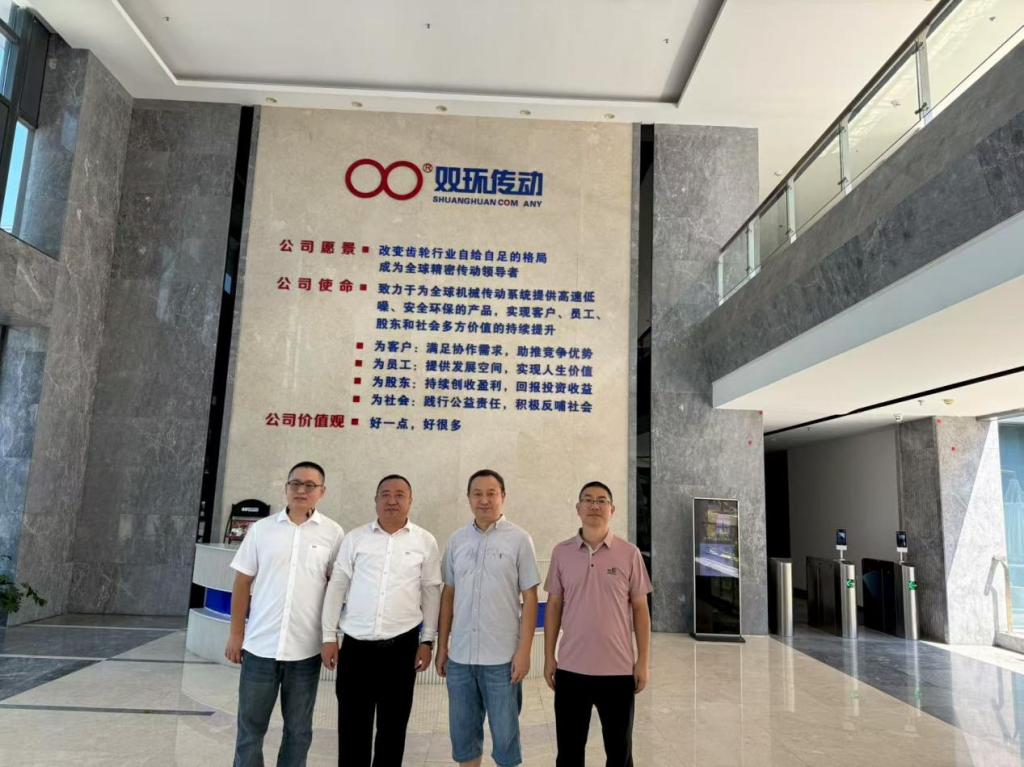 ® 双环传动
SHUANGHUAN COM ANY
公司愿景 ■ 改变齿轮行业自给自足的格局
成为全球精密传动领导者
公司使命 ■ 致力于为全球机械传动系统提供高速低
噪、安全环保的产品，实现客户、员工、
股东和社会多方价值的持续提升
■ 为客户：满足协作需求，助推竞争优势
■ 为员工：提供发展空间，实现人生价值
■ 为股东：持续创收盈利，回报投资收益
■ 为社会：践行公益责任，积极反哺社会
公司价值观 ■ 好一点，好很多